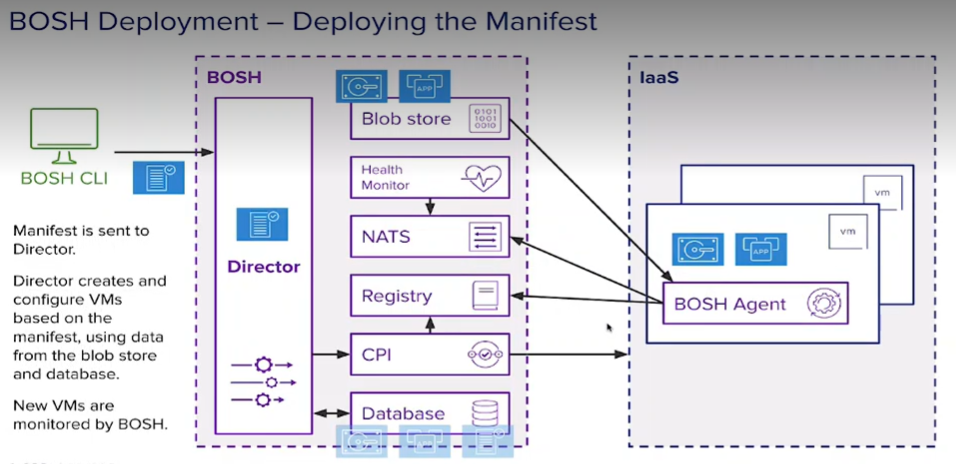 BOSH Deployment – Deploying the Manifest
BOSH
IaaS
APP
Blob store
0101
1001
0010
BOSH CLI
Health
Monitor
vm
vm
Manifest is sent to
Director.
NATS
APP
Director
Director creates and
configure VMs
based on the
manifest, using data
from the blob store
and database.
Registry
BOSH Agent
CPI
New VMs are
monitored by BOSH.
Database